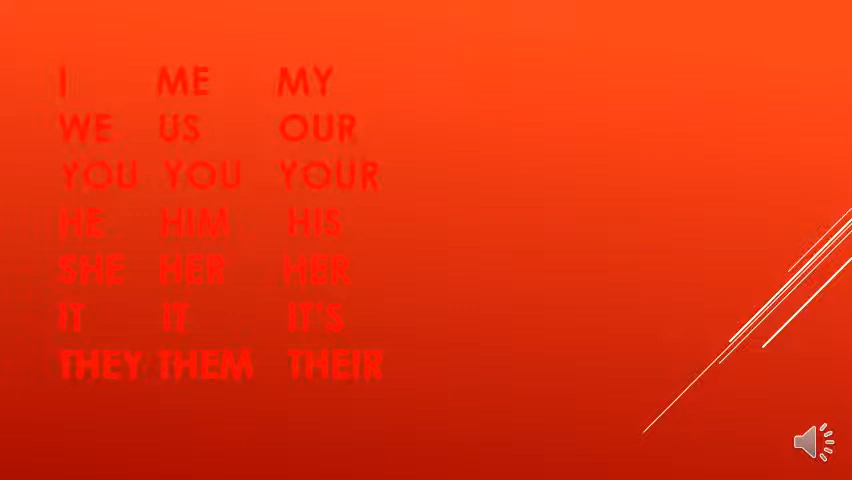 I ME MY
WE US OUR
YOU YOU YOUR
HE HIM HIS
SHE HER HER
IT IT IT'S
THEY THEM THEIR